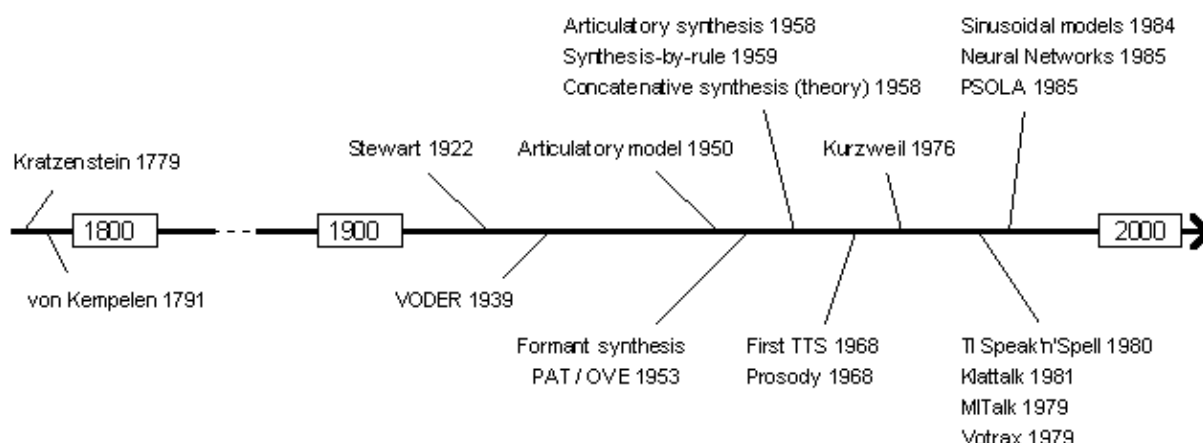 Articulatory synthesis 1958
Synthesis-by-rule 1959
Concatenative synthesis (theory) 1958
Sinusoidal models 1984
Neural Networks 1985
PSOLA 1985
Kratzenstein 1779
Stewart 1922
Articulatory model 1950
Kurzweil 1976
1800
1900
2000
von Kempelen 1791
VODER 1939
Formant synthesis
PAT / OVE 1953
First TTS 1968
Prosody 1968
TI Speak'n'Spell 1980
Klattalk 1981
MITalk 1979
Votrax 1979